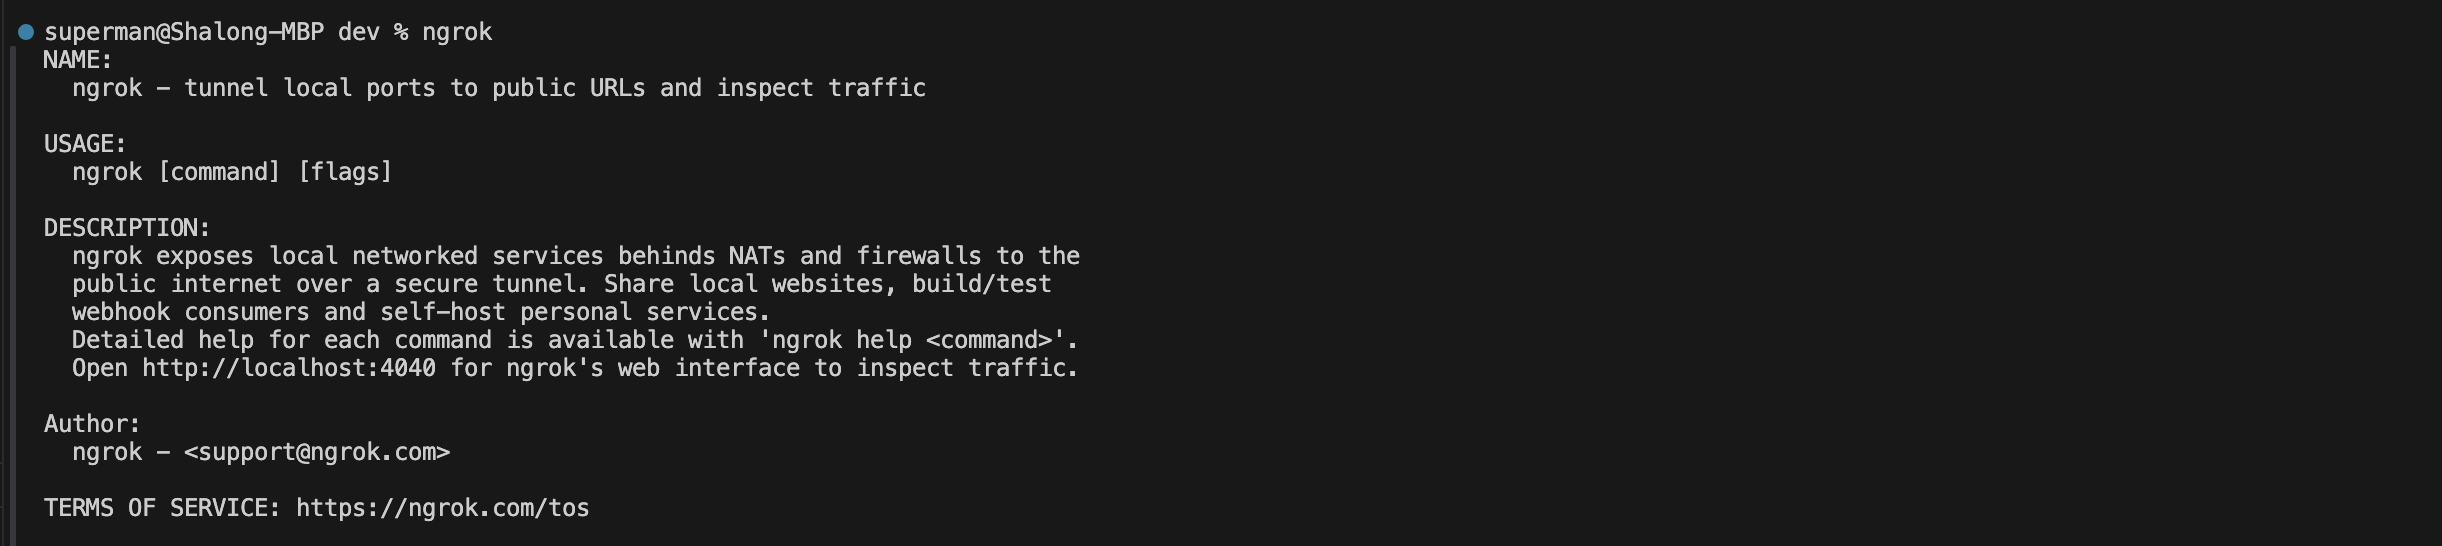 superman@Shalong-MBP dev % ngrok
NAME:
ngrok - tunnel local ports to public URLs and inspect traffic
USAGE:
ngrok [command] [flags]
DESCRIPTION:
ngrok exposes local networked services behinds NATs and firewalls to the
public internet over a secure tunnel. Share local websites, build/test
webhook consumers and self-host personal services.
Detailed help for each command is available with 'ngrok help <command>'.
Open http://localhost:4040 for ngrok's web interface to inspect traffic.
Author:
ngrok - <support@ngrok.com>
TERMS OF SERVICE: https://ngrok.com/tos